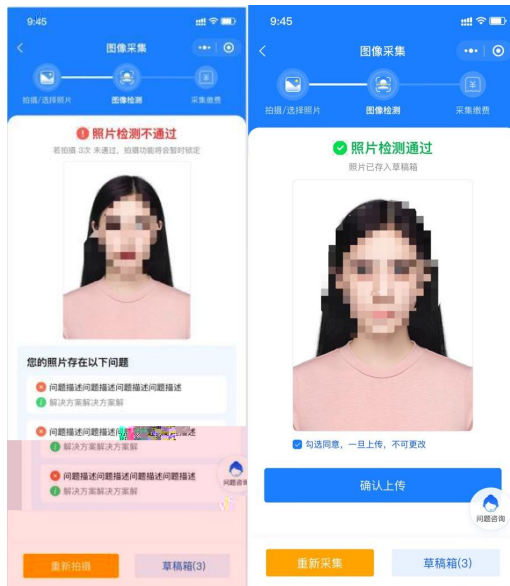 9:45
图像采集
拍摄/选择照片
图像检测
采集缴费
照片检测不通过
若拍摄 3次 未通过，拍摄功能将会暂时锁定
您的照片存在以下问题
问题描述问题描述问题描述问题描述
解决方案解决方案解
问题描述问题描述
述
解决方案解决方案解
问题描述问题描述问题描述问题描述
解决方案解决方案解
问题咨询
重新拍摄
草稿箱(3)
9:45
图像采集
拍摄/选择照片
图像检测
采集缴费
照片检测通过
照片已存入草稿箱
勾选同意，一旦上传，不可更改
确认上传
问题咨询
重新采集
草稿箱(3)